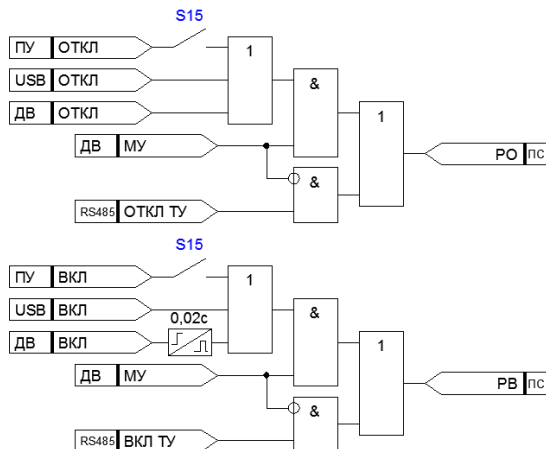 S15
ПУ ОТКЛ
1
USB ОТКЛ
&
ДВ ОТКЛ
1
ДВ МУ
РО ПС
&
RS485 ОТКЛ ТУ
S15
ПУ ВКЛ
1
USB ВКЛ
0,02с
&
ДВ ВКЛ
1
ДВ МУ
РВ ПС
&
RS485 ВКЛ ТУ